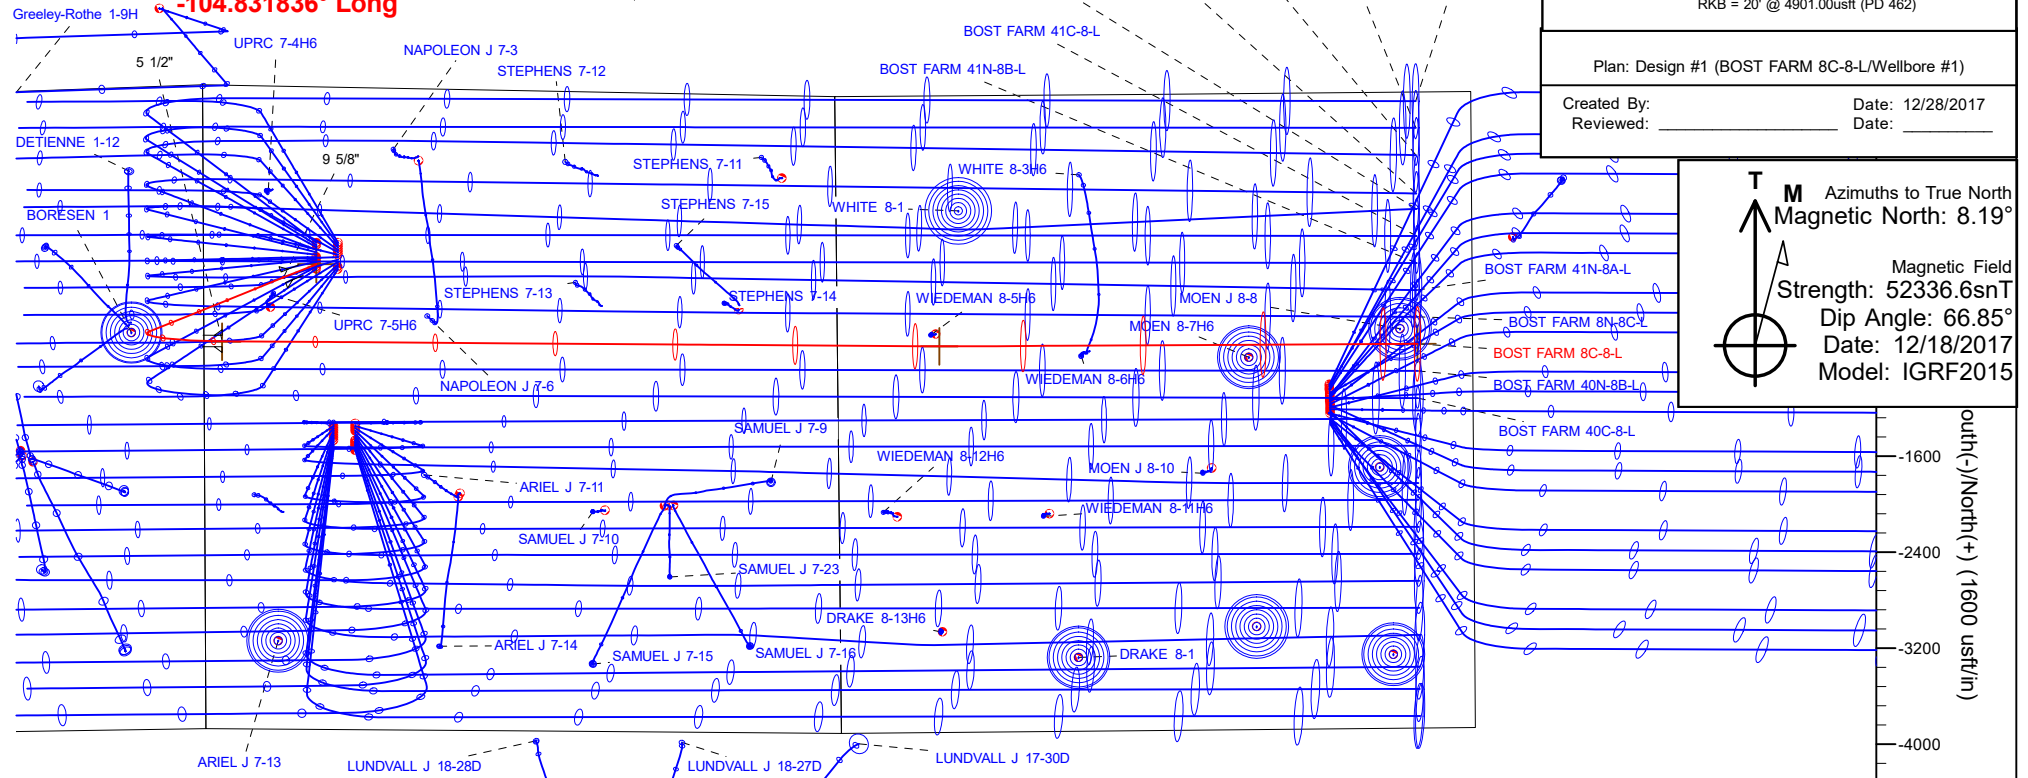 -104.831836° Long
Greeley-Rothe 1-9H
UPRC 7-4H6
5 1/2"
NAPOLEON J 7-3
STEPHENS 7-12
BOST FARM 41C-8-L
BOST FARM 41N-8B-L
RKB = 20' @ 4901.00usft (PD 462)
Plan: Design #1 (BOST FARM 8C-8-L/Wellbore #1)
Created By:
Date: 12/28/2017
Reviewed: ____________________
Date: __________
DETIENNE 1-12
9 5/8"
STEPHENS 7-11
WHITE 8-3H6
BORESEN 1
STEPHENS 7-15
WHITE 8-1
T
M
Azimuths to True North
Magnetic North: 8.19°
Magnetic Field
Strength: 52336.6snT
Dip Angle: 66.85°
Date: 12/18/2017
Model: IGRF2015
STEPHENS 7-13
STEPHENS 7-14
WIEDEMAN 8-5H6
MOEN J 8-8
BOST FARM 41N-8A-L
UPRC 7-5H6
MOEN 8-7H6
BOST FARM 8N-8C-L
BOST FARM 8C-8-L
NAPOLEON J 7-6
WIEDEMAN 8-6H6
BOST FARM 40N-8B-L
SAMUEL J 7-9
BOST FARM 40C-8-L
WIEDEMAN 8-12H6
MOEN J 8-10
-1600
ARIEL J 7-11
WIEDEMAN 8-11H6
SAMUEL J 7-10
-2400
SAMUEL J 7-23
DRAKE 8-13H6
ARIEL J 7-14
SAMUEL J 7-15
SAMUEL J 7-16
DRAKE 8-1
-3200
outh(-)/North(+) (1600 usft/in)
-4000
ARIEL J 7-13
LUNDVALL J 18-28D
LUNDVALL J 18-27D
LUNDVALL J 17-30D